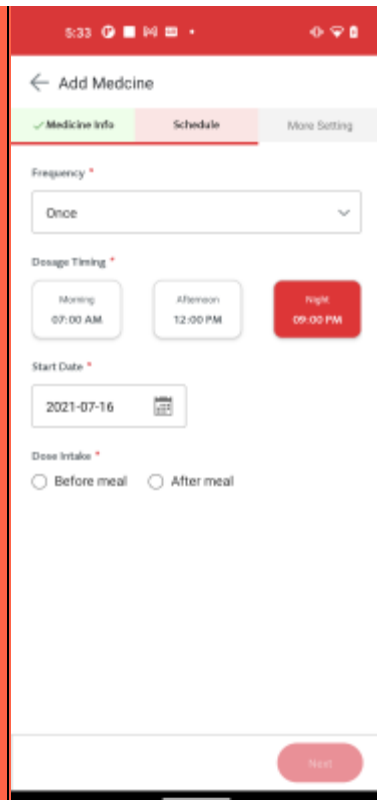 5:33
Add Medcine
Medicine Info Schedule More Setting
Frequency *
Once
Dosage Timing *
Morning Afternoon Night
07:00 AM 12:00 PM 09:00 PM
Start Date *
2021-07-16
Dose Intake *
Before meal After meal
Next